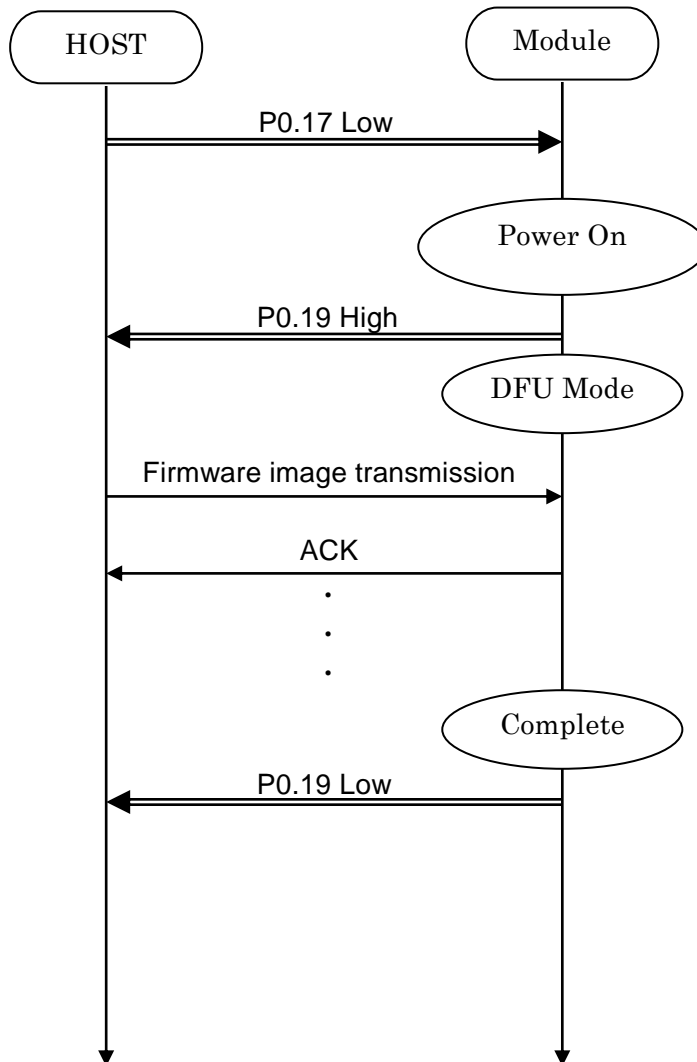 HOST
Module
P0.17 Low
Power On
P0.19 High
DFU Mode
Firmware image transmission
ACK
Complete
P0.19 Low